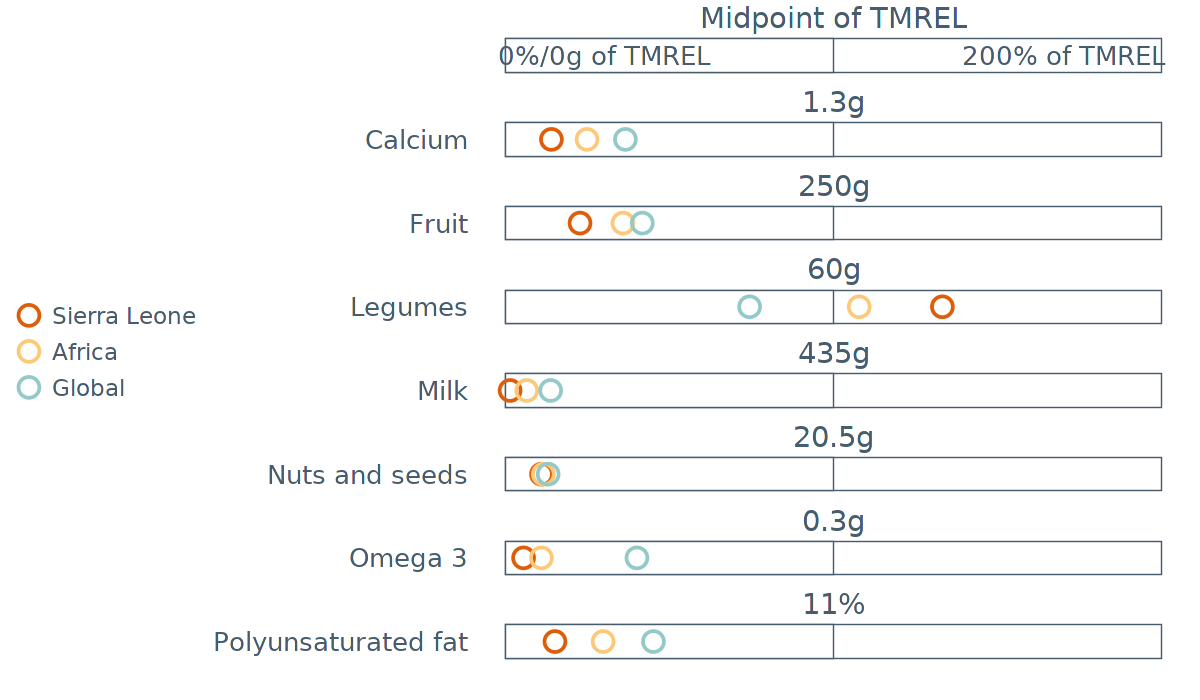 Midpoint of TMREL
0%/0g of TMREL 200% of TMREL
1.3g
Calcium
250g
Fruit
60g
Legumes
435g
Milk
20.5g
Nuts and seeds
0.3g
Omega 3
11%
Polyunsaturated fat
Sierra Leone
Africa
Global